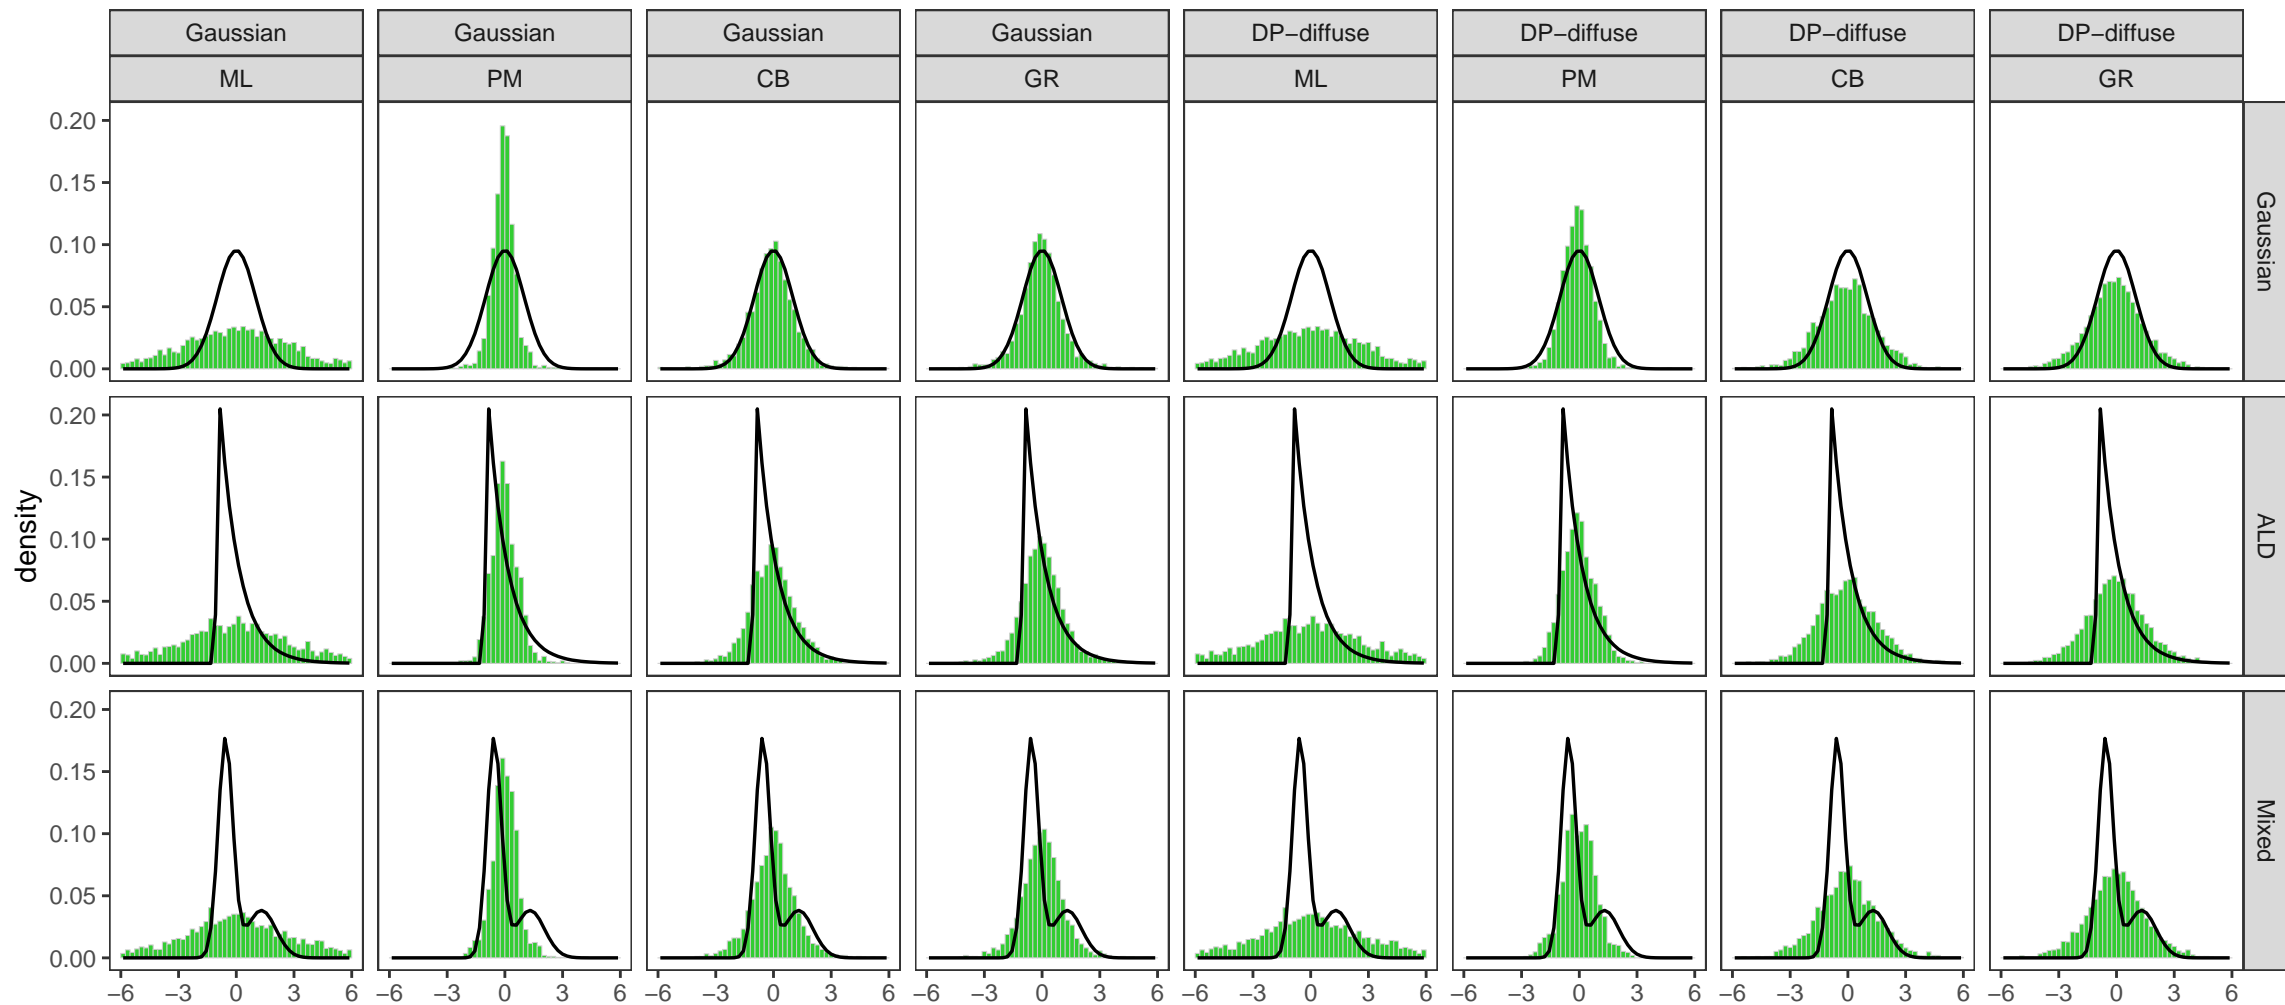 Gaussian Gaussian Gaussian Gaussian DP−diffuse DP−diffuse DP−diffuse DP−diffuse
ML PM CB GR ML PM CB GR
0.20
0.15
0.10
0.05
0.00
Gaussian
0.20
0.15
0.10
0.05
0.00
ALD
density
0.20
0.15
0.10
0.05
0.00
Mixed
−6 −3 0 3 6 −6 −3 0 3 6 −6 −3 0 3 6 −6 −3 0 3 6 −6 −3 0 3 6 −6 −3 0 3 6 −6 −3 0 3 6 −6 −3 0 3 6